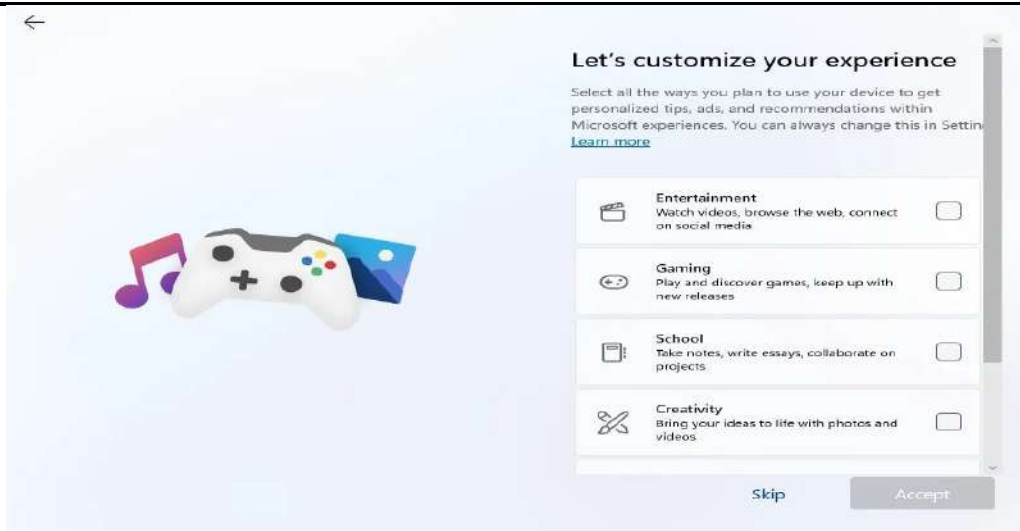 Let's customize your experience
Select all the ways you plan to use your device to get
personalized tips, ads, and recommendations within
Microsoft experiences. You can always change this in Settin
Learn more
Entertainment
Watch videos, browse the web, connect
on social media
Gaming
Play and discover games, keep up with
new releases
School
Take notes, write essays, collaborate on
projects
Creativity
Bring your ideas to life with photos and
videos
Skip
Accept